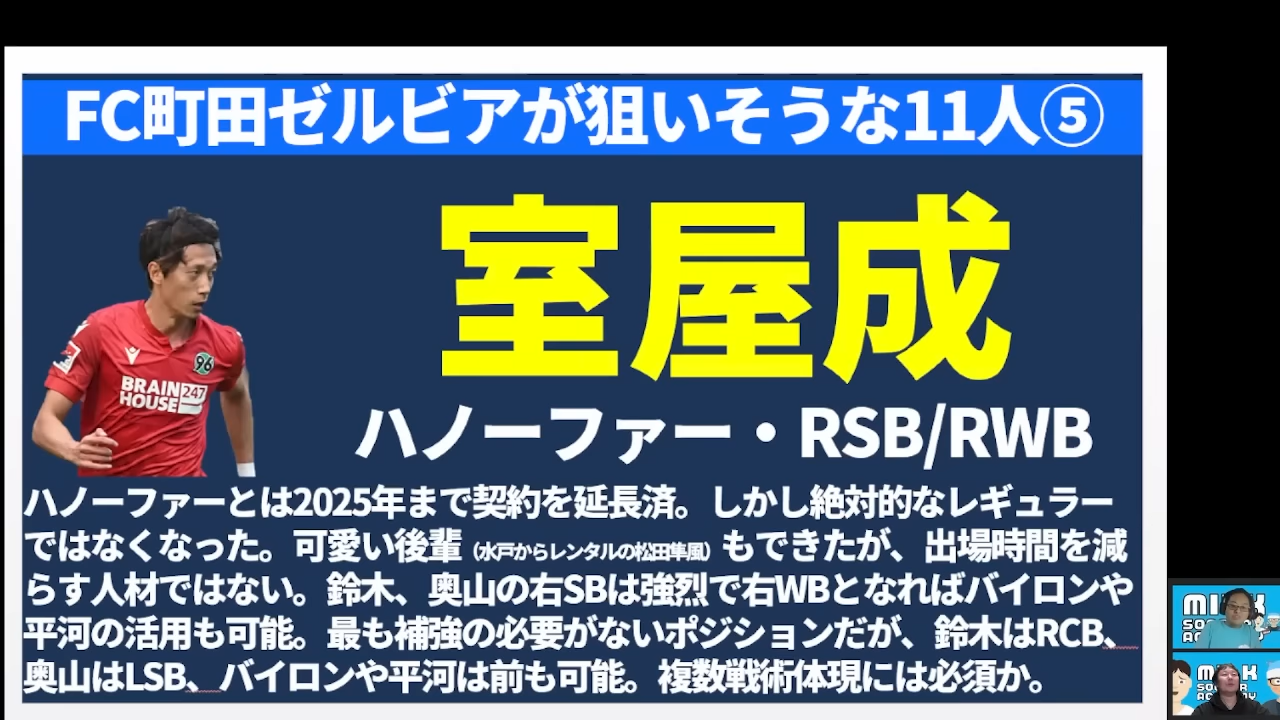 FC町田ゼルビアが狙いそうな11人⑤
室屋成
ハノーファー・RSB/RWB
96
BRAIN 247
HOUSE
ハノーファーとは2025年まで契約を延長済。しかし絶対的なレギュラー
ではなくなった。可愛い後輩（水戸からレンタルの松田隼風）もできたが、出場時間を減
らす人材ではない。鈴木、奥山の右SBは強烈で右WBとなればバイロンや
平河の活用も可能。最も補強の必要がないポジションだが、鈴木はRCB、
奥山はLSB、バイロンや平河は前も可能。複数戦術体現には必須か。